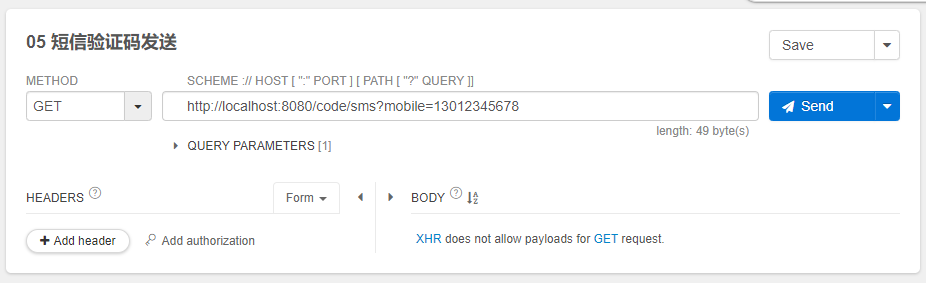 05 短信验证码发送
Save
METHOD
SCHEME :// HOST [ ":" PORT ] [ PATH [ "?" QUERY ]]
GET
http://localhost:8080/code/sms?mobile=13012345678
Send
length: 49 byte(s)
QUERY PARAMETERS [1]
HEADERS ?
Form
BODY ?
A Z
+ Add header
Add authorization
XHR does not allow payloads for GET request.